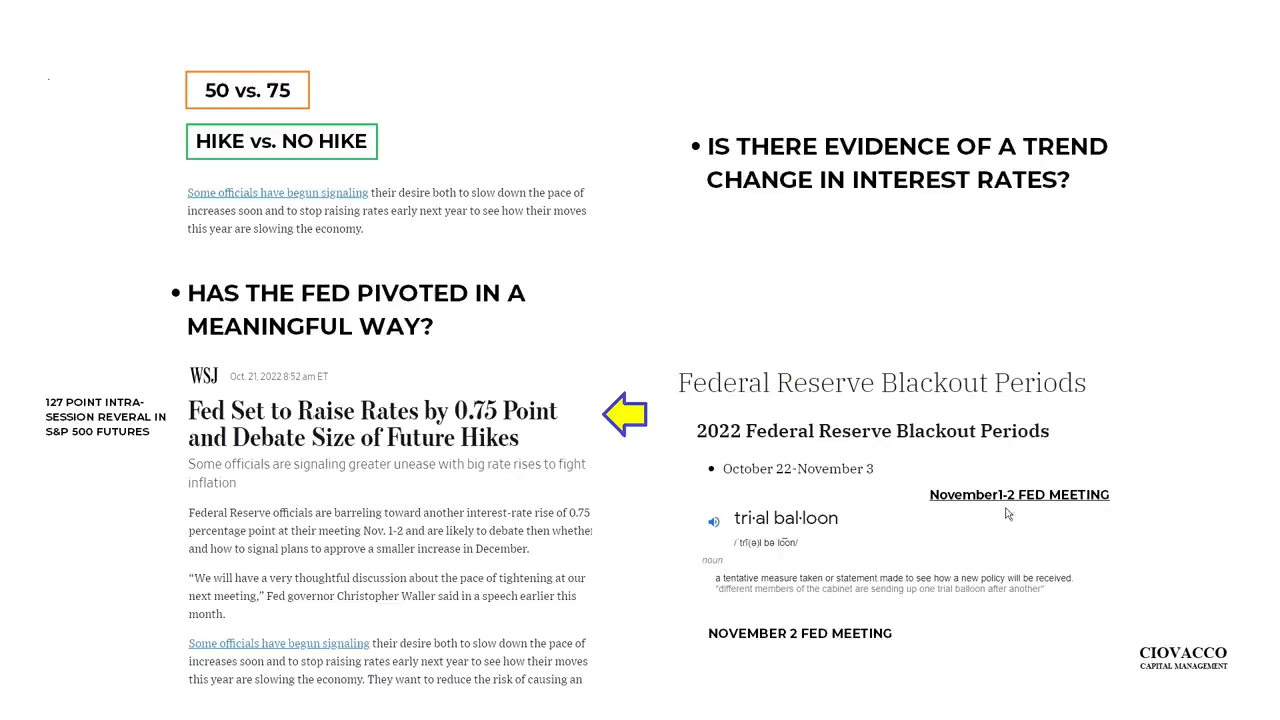 50 vs. 75
HIKE vs. NO HIKE
Some officials have begun signaling their desire both to slow down the pace of
increases soon and to stop raising rates early next year to see how their moves
this year are slowing the economy.
• HAS THE FED PIVOTED IN A
MEANINGFUL WAY?
WSJ Oct. 21, 2022 8:52 am ET
127 POINT INTRA-
SESSION REVERAL IN
S&P 500 FUTURES
Fed Set to Raise Rates by 0.75 Point
and Debate Size of Future Hikes
Some officials are signaling greater unease with big rate rises to fight
inflation
Federal Reserve officials are barreling toward another interest-rate rise of 0.75
percentage point at their meeting Nov. 1-2 and are likely to debate then whether
and how to signal plans to approve a smaller increase in December.
“We will have a very thoughtful discussion about the pace of tightening at our
next meeting,” Fed governor Christopher Waller said in a speech earlier this
month.
Some officials have begun signaling their desire both to slow down the pace of
increases soon and to stop raising rates early next year to see how their moves
this year are slowing the economy. They want to reduce the risk of causing an
• IS THERE EVIDENCE OF A TREND
CHANGE IN INTEREST RATES?
Federal Reserve Blackout Periods
2022 Federal Reserve Blackout Periods
• October 22-November 3
November1-2 FED MEETING
tri·al bal·loon
/ˈtrī(ə)l bəˈlo͞on/
noun
a tentative measure taken or statement made to see how a new policy will be received.
"different members of the cabinet are sending up one trial balloon after another"
NOVEMBER 2 FED MEETING
CIOVACCO
CAPITAL MANAGEMENT